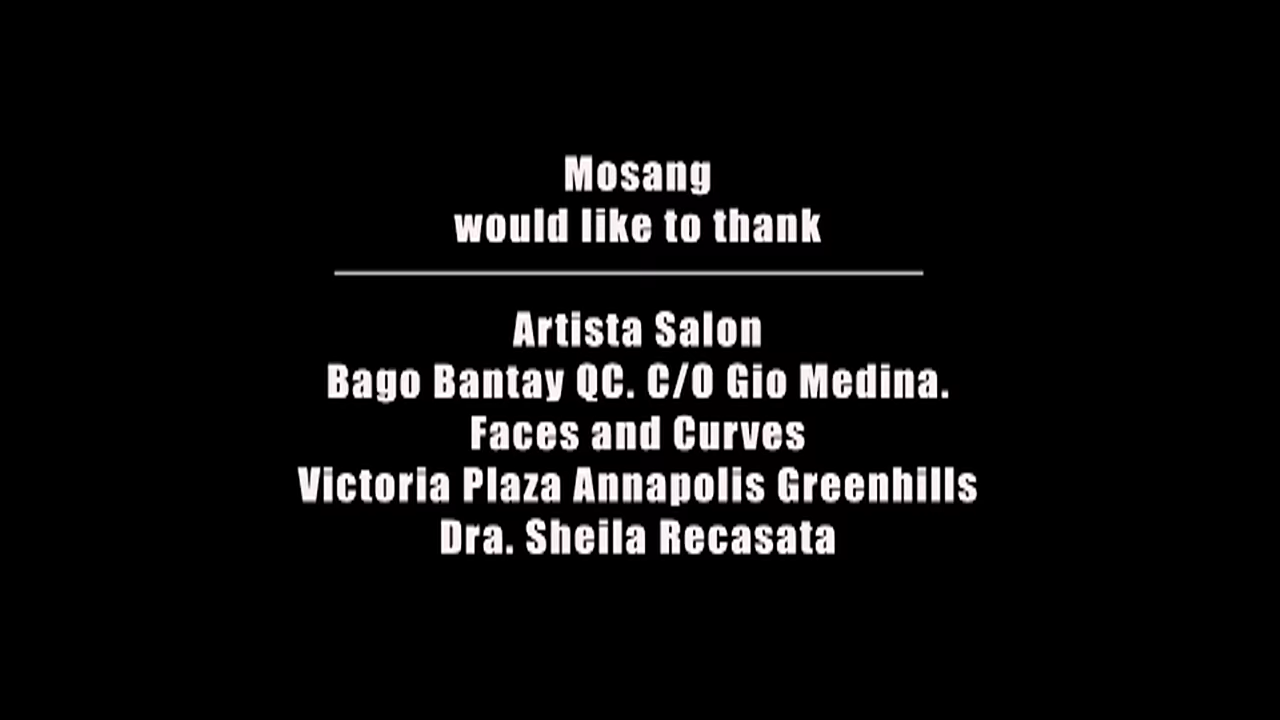 Mosang
would like to thank
Artista Salon
Bago Bantay QC. C/O Gio Medina.
Faces and Curves
Victoria Plaza Annapolis Greenhills
Dra. Sheila Recasata